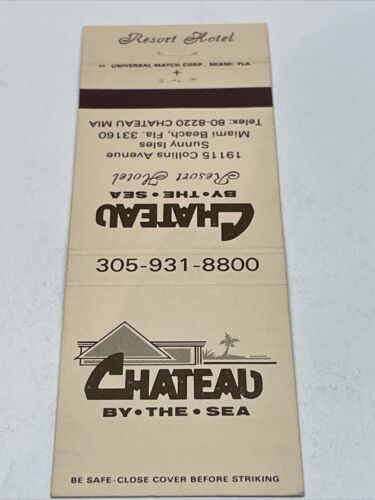 Resort Hotel
UNIVERSAL MATCH CORP., MIAMI, FLA
CHATEAU
BY • THE • SEA
Resort Hotel
19115 Collins Avenue
Sunny Isles
Miami Beach, Fla. 33160
Telex: 80-8220 CHATEAU MIA
305-931-8800
CHATEAU
BY • THE • SEA
BE SAFE-CLOSE COVER BEFORE STRIKING